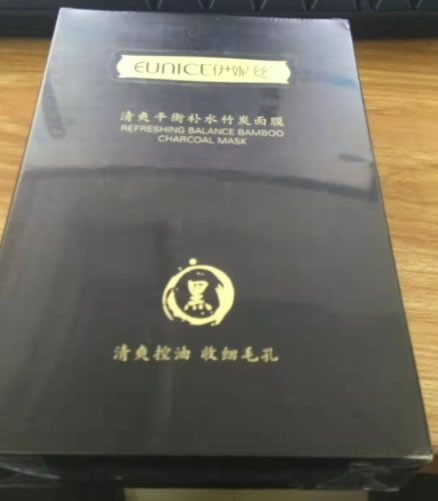 EUNICE伊妮丝
清爽平衡补水竹炭面膜
REFRESHING BALANCE BAMBOO
CHARCOAL MASK
黑
清爽控油 收细毛孔